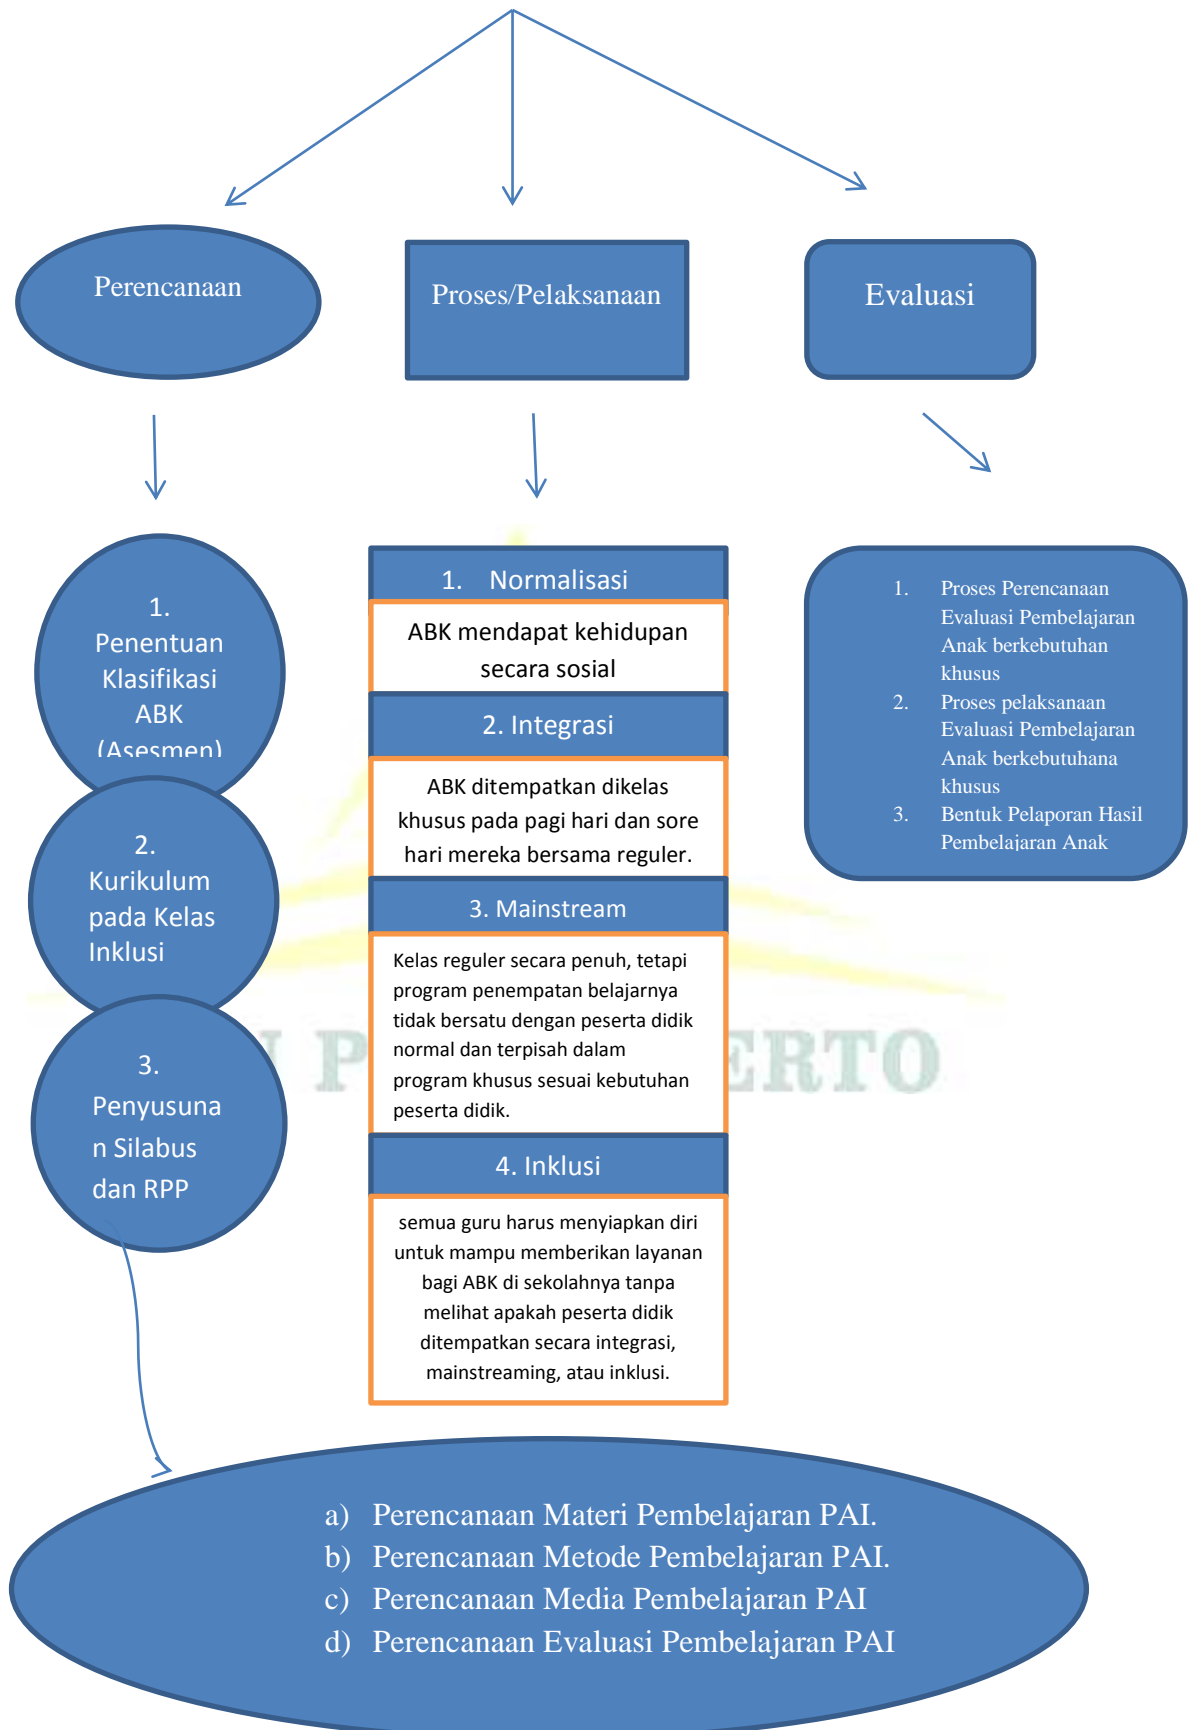 Perencanaan
Proses/Pelaksanaan
Evaluasi
1.
Penentuan
Klasifikasi
ABK
(Asesmen)
2.
Kurikulum
pada Kelas
Inklusi
3.
Penyusuna
n Silabus
dan RPP
1. Normalisasi
ABK mendapat kehidupan
secara sosial
2. Integrasi
ABK ditempatkan dikelas
khusus pada pagi hari dan sore
hari mereka bersama reguler.
3. Mainstream
Kelas reguler secara penuh, tetapi
program penempatan belajarnya
tidak bersatu dengan peserta didik
normal dan terpisah dalam
program khusus sesuai kebutuhan
peserta didik.
4. Inklusi
semua guru harus menyiapkan diri
untuk mampu memberikan layanan
bagi ABK di sekolahnya tanpa
melihat apakah peserta didik
ditempatkan secara integrasi,
mainstreaming, atau inklusi.
1. Proses Perencanaan
Evaluasi Pembelajaran
Anak berkebutuhan
khusus
2. Proses pelaksanaan
Evaluasi Pembelajaran
Anak berkebutuhana
khusus
3. Bentuk Pelaporan Hasil
Pembelajaran Anak
a) Perencanaan Materi Pembelajaran PAI.
b) Perencanaan Metode Pembelajaran PAI.
c) Perencanaan Media Pembelajaran PAI
d) Perencanaan Evaluasi Pembelajaran PAI